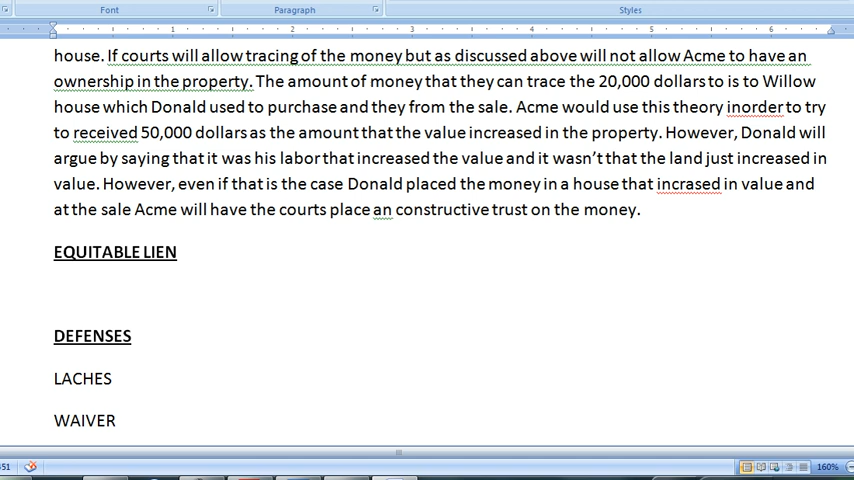 Font Paragraph Styles
1 2 3 4 5 6
house. If courts will allow tracing of the money but as discussed above will not allow Acme to have an
ownership in the property. The amount of money that they can trace the 20,000 dollars to is to Willow
house which Donald used to purchase and they from the sale. Acme would use this theory inorder to try
to received 50,000 dollars as the amount that the value increased in the property. However, Donald will
argue by saying that it was his labor that increased the value and it wasn’t that the land just increased in
value. However, even if that is the case Donald placed the money in a house that incrased in value and
at the sale Acme will have the courts place an constructive trust on the money.
EQUITABLE LIEN
DEFENSES
LACHES
WAIVER
51 160%